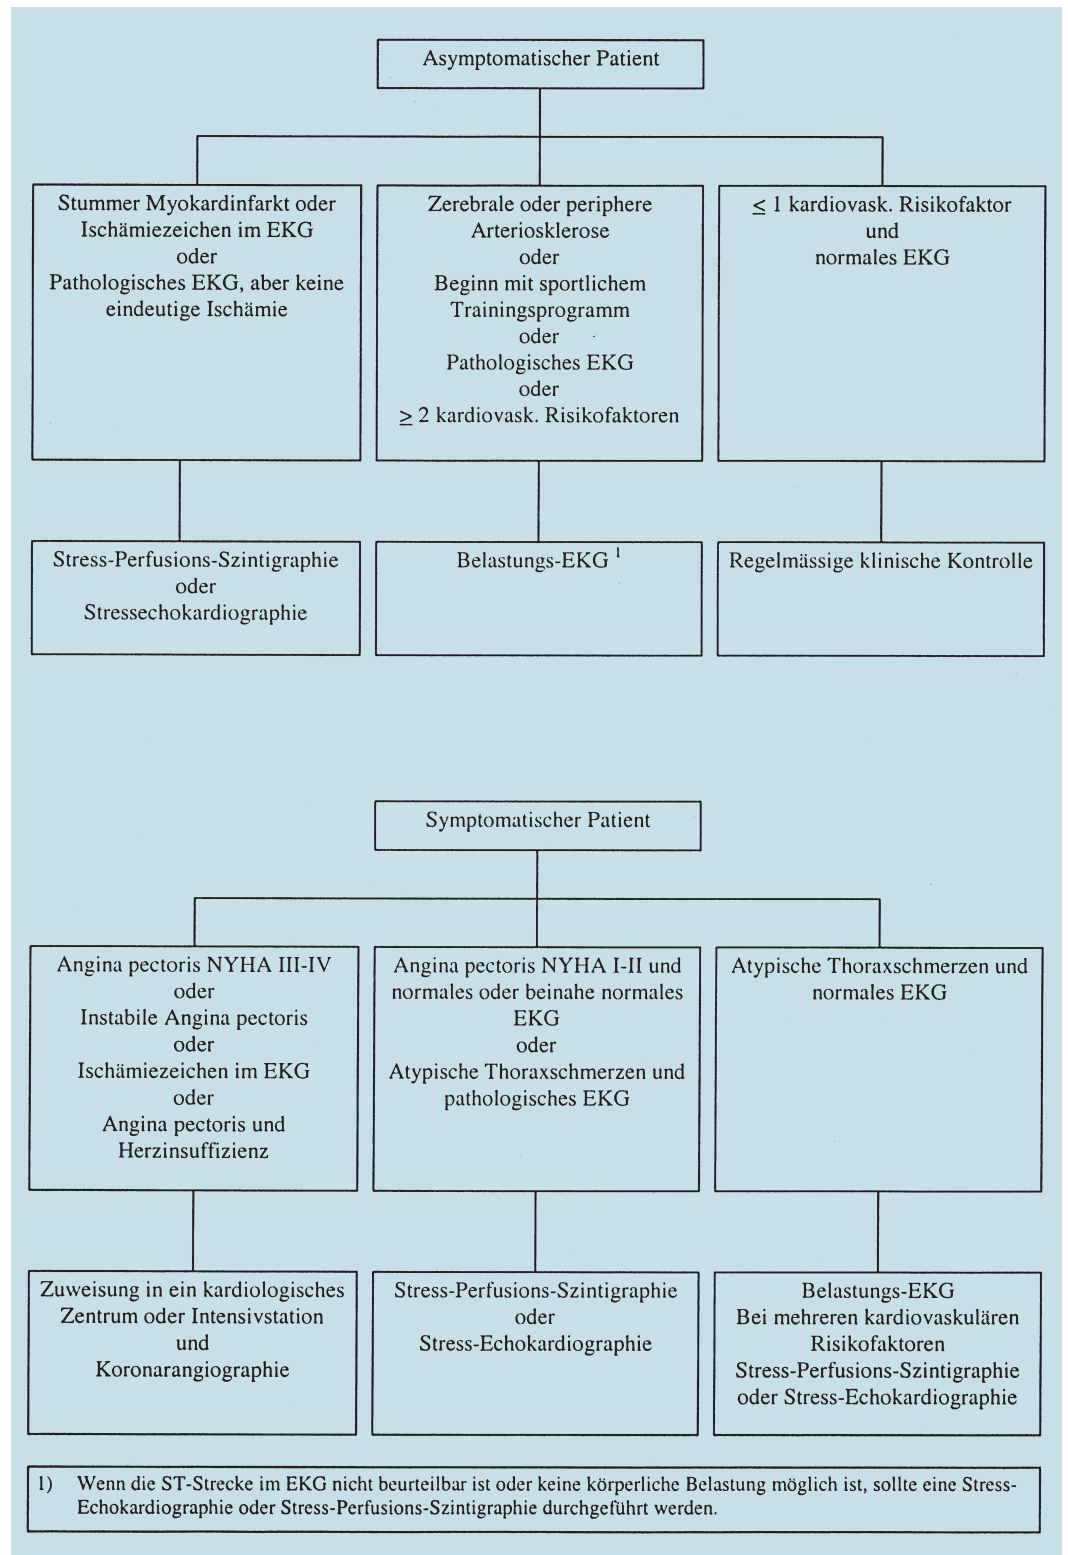 Asymptomatischer Patient
Stummer Myokardinfarkt oder
Ischämiezeichen im EKG
oder
Pathologisches EKG, aber keine
eindeutige Ischämie
Zerebrale oder periphere
Arteriosklerose
oder
Beginn mit sportlichem
Trainingsprogramm
oder
Pathologisches EKG
oder
≥ 2 kardiovask. Risikofaktoren
≤ 1 kardiovask. Risikofaktor
und
normales EKG
Stress-Perfusions-Szintigraphie
oder
Stressechokardiographie
Belastungs-EKG 1
Regelmässige klinische Kontrolle
Symptomatischer Patient
Angina pectoris NYHA III-IV
oder
Instabile Angina pectoris
oder
Ischämiezeichen im EKG
oder
Angina pectoris und
Herzinsuffizienz
Angina pectoris NYHA I-II und
normales oder beinahe normales
EKG
oder
Atypische Thoraxschmerzen und
pathologisches EKG
Atypische Thoraxschmerzen und
normales EKG
Zuweisung in ein kardiologisches
Zentrum oder Intensivstation
und
Koronarangiographie
Stress-Perfusions-Szintigraphie
oder
Stress-Echokardiographie
Belastungs-EKG
Bei mehreren kardiovaskulären
Risikofaktoren
Stress-Perfusions-Szintigraphie
oder Stress-Echokardiographie
1) Wenn die ST-Strecke im EKG nicht beurteilbar ist oder keine körperliche Belastung möglich ist, sollte eine Stress-
Echokardiographie oder Stress-Perfusions-Szintigraphie durchgeführt werden.